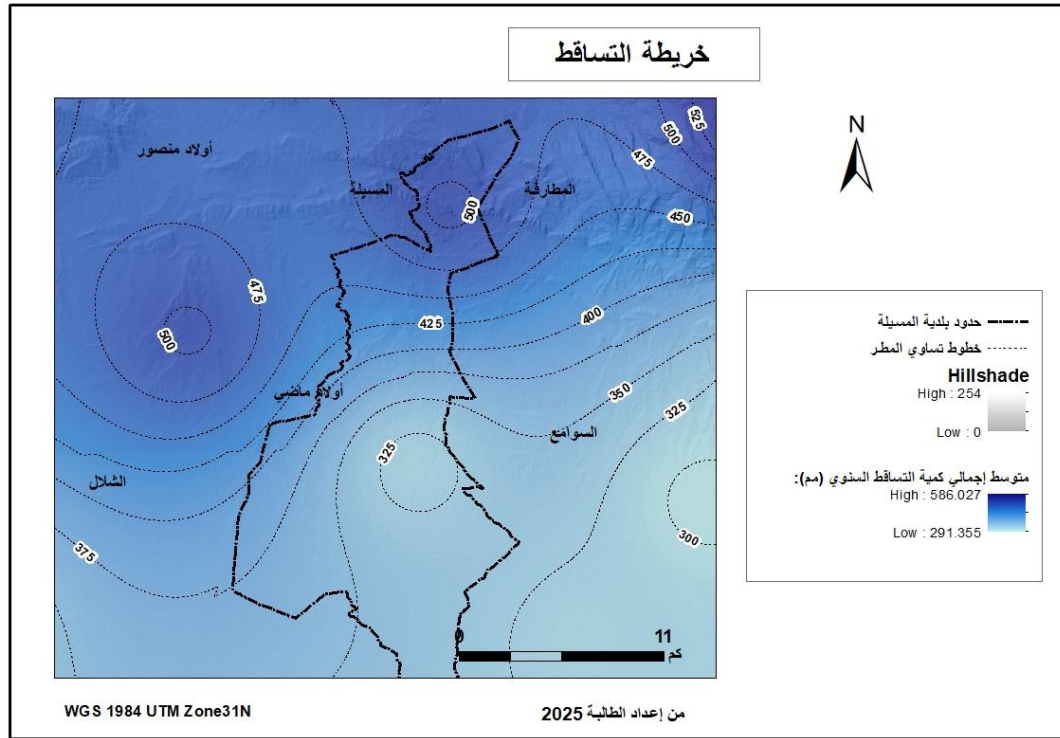 خريطة التساقط
N
525
500
475
أولاد منصور
المسيلة
المطارفة
500
450
475
400
425
500
350
أولاد ماضي
325
السوامع
325
الشلال
300
375
0 11
كم
حدود بلدية المسيلة
خطوط تساوي المطر
Hillshade
High : 254
Low : 0
متوسط إجمالي كمية التساقط السنوي (مم):
High : 586.027
Low : 291.355
WGS 1984 UTM Zone31N
من إعداد الطالبة 2025